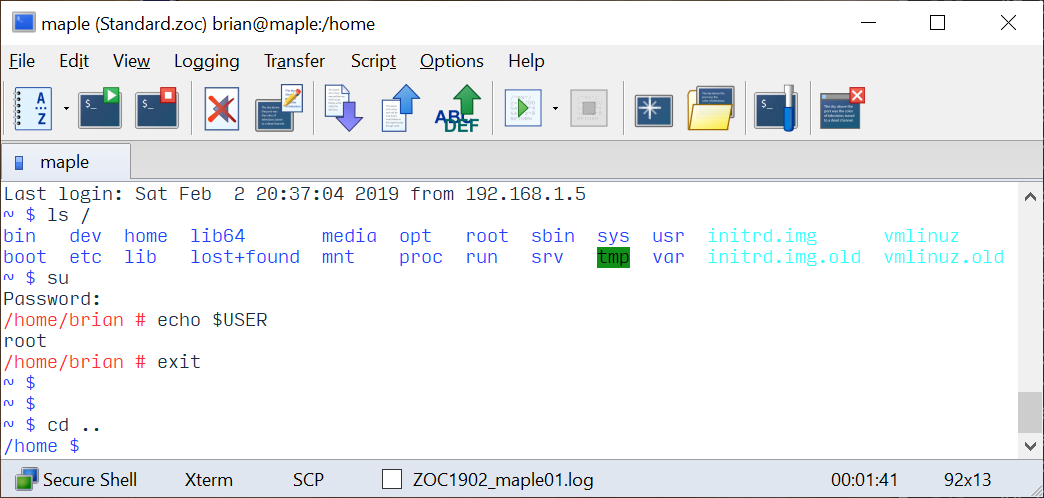 maple (Standard.zoc) brian@maple:/home
File Edit View Logging Transfer Script Options Help
A
Z
$_ $_ $_
ABC
DEF
maple
Last login: Sat Feb  2 20:37:04 2019 from 192.168.1.5
~ $ ls /
bin   dev  home  lib64       media  opt   root  sbin  sys  usr  initrd.img      vmlinuz
boot  etc  lib   lost+found  mnt    proc  run   srv   tmp  var  initrd.img.old  vmlinuz.old
~ $ su
Password:
/home/brian # echo $USER
root
/home/brian # exit
~ $
~ $
~ $ cd ..
/home $
Secure Shell Xterm SCP ZOC1902_maple01.log 00:01:41 92x13